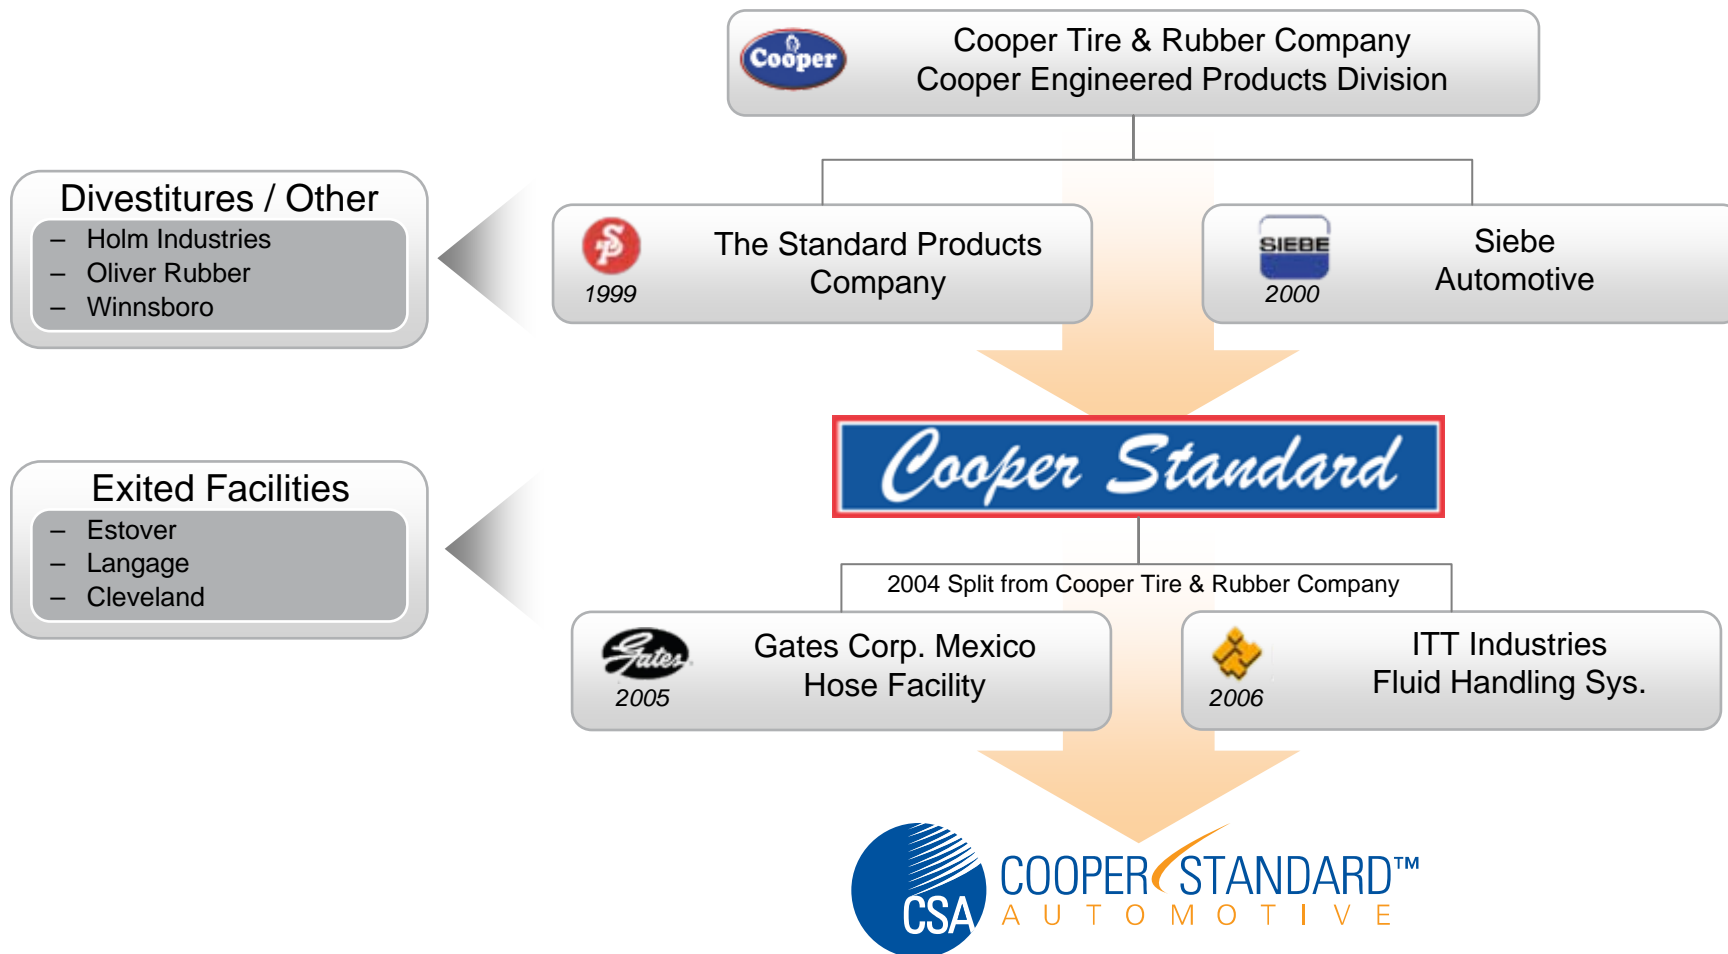 Cooper
Cooper Tire & Rubber Company
Cooper Engineered Products Division
Divestitures / Other
– Holm Industries
– Oliver Rubber
– Winnsboro
SP
1999
The Standard Products
Company
SIEBE
2000
Siebe
Automotive
Cooper Standard
Exited Facilities
– Estover
– Langage
– Cleveland
2004 Split from Cooper Tire & Rubber Company
Gates
2005
Gates Corp. Mexico
Hose Facility
2006
ITT Industries
Fluid Handling Sys.
CSA
COOPER STANDARD™
AUTOMOTIVE